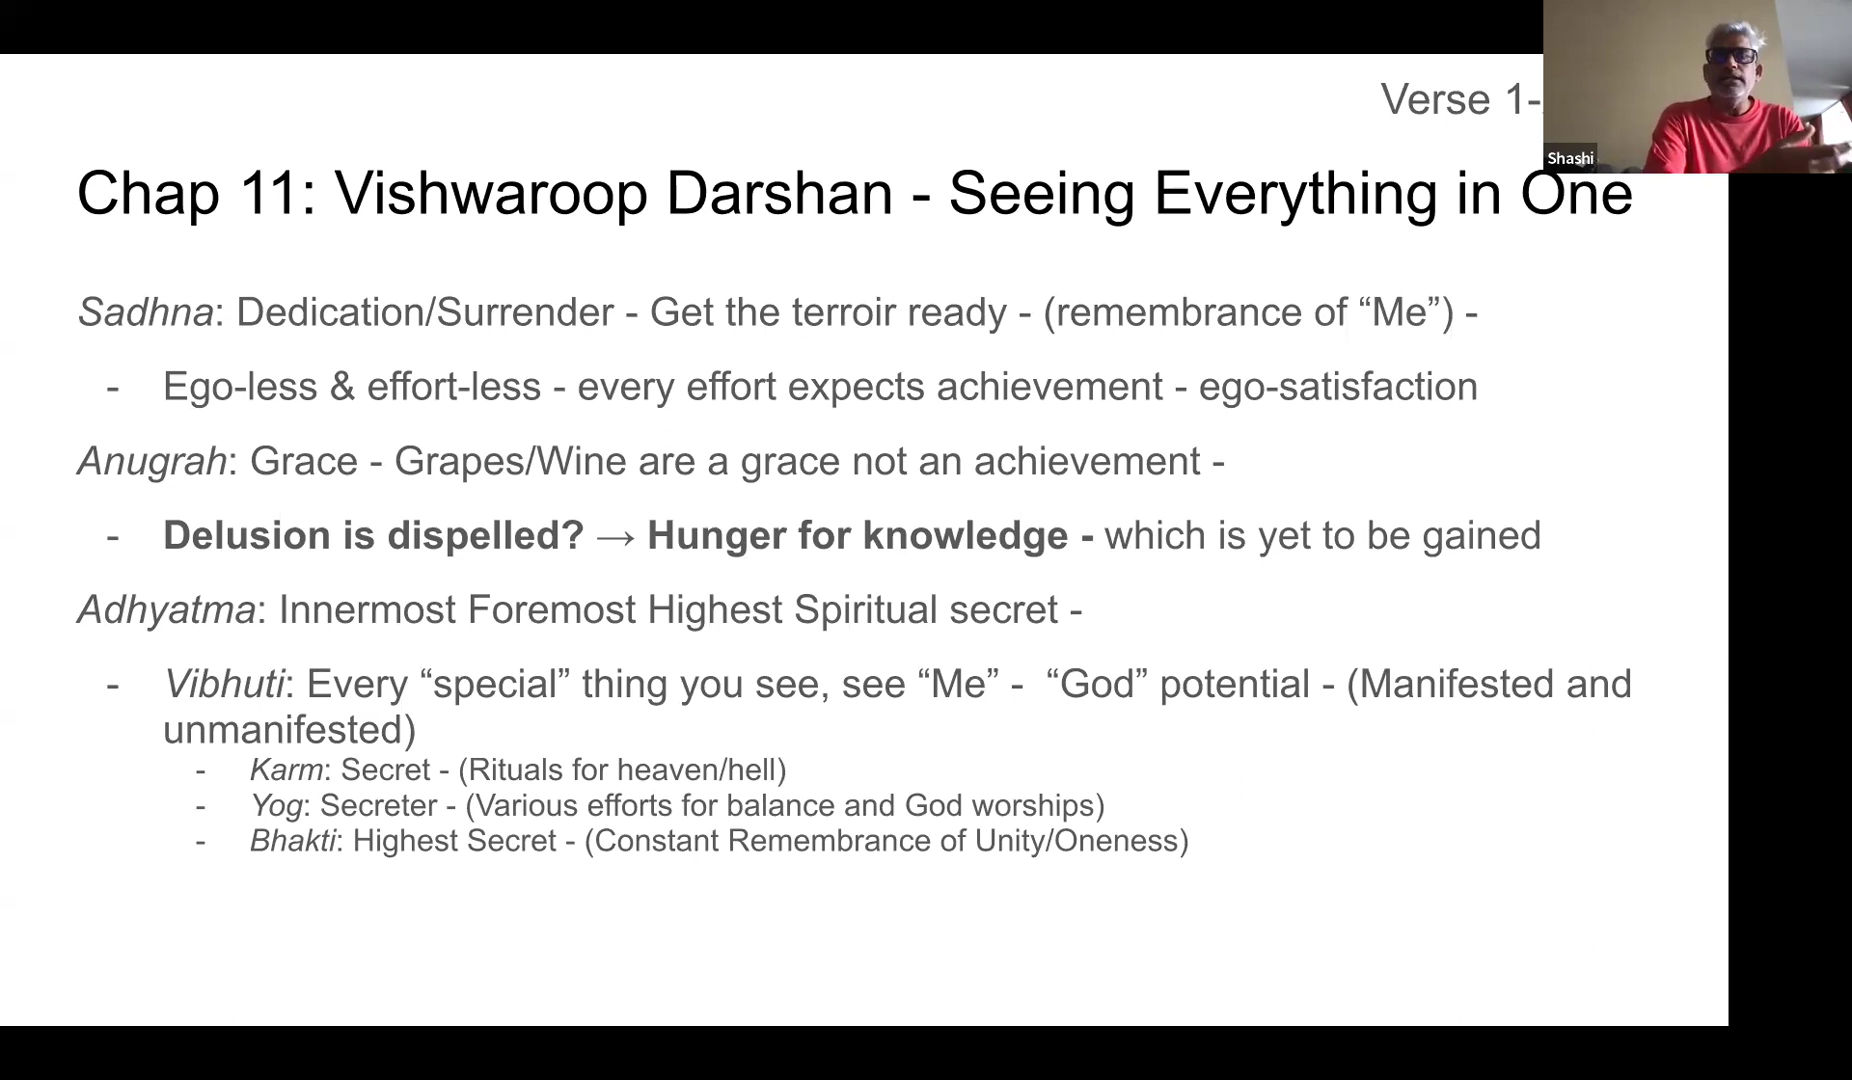 Verse 1-
Shashi
Chap 11: Vishwaroop Darshan - Seeing Everything in One
Sadhna: Dedication/Surrender - Get the terroir ready - (remembrance of “Me”) -
- Ego-less & effort-less - every effort expects achievement - ego-satisfaction
Anugrah: Grace - Grapes/Wine are a grace not an achievement -
- Delusion is dispelled? → Hunger for knowledge - which is yet to be gained
Adhyatma: Innermost Foremost Highest Spiritual secret -
- Vibhuti: Every “special” thing you see, see “Me” - “God” potential - (Manifested and
unmanifested)
- Karm: Secret - (Rituals for heaven/hell)
- Yog: Secreter - (Various efforts for balance and God worships)
- Bhakti: Highest Secret - (Constant Remembrance of Unity/Oneness)